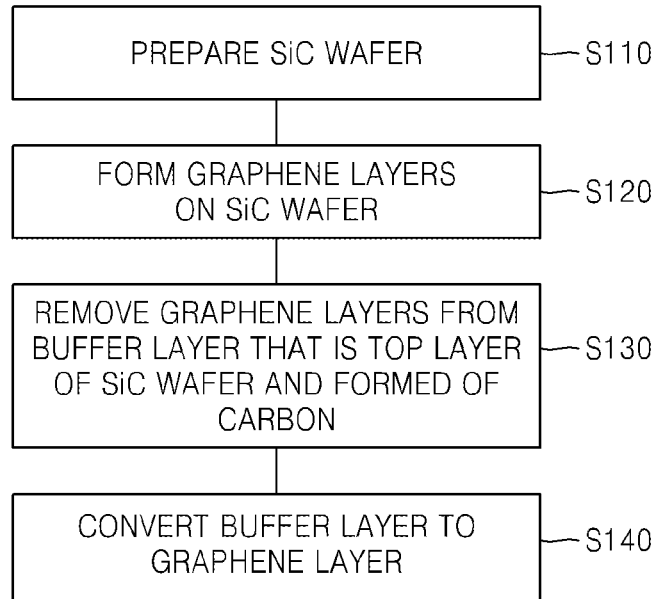 PREPARE SiC WAFER
S110
FORM GRAPHENE LAYERS
ON SiC WAFER
S120
REMOVE GRAPHENE LAYERS FROM
BUFFER LAYER THAT IS TOP LAYER
OF SiC WAFER AND FORMED OF
CARBON
S130
CONVERT BUFFER LAYER TO
GRAPHENE LAYER
S140